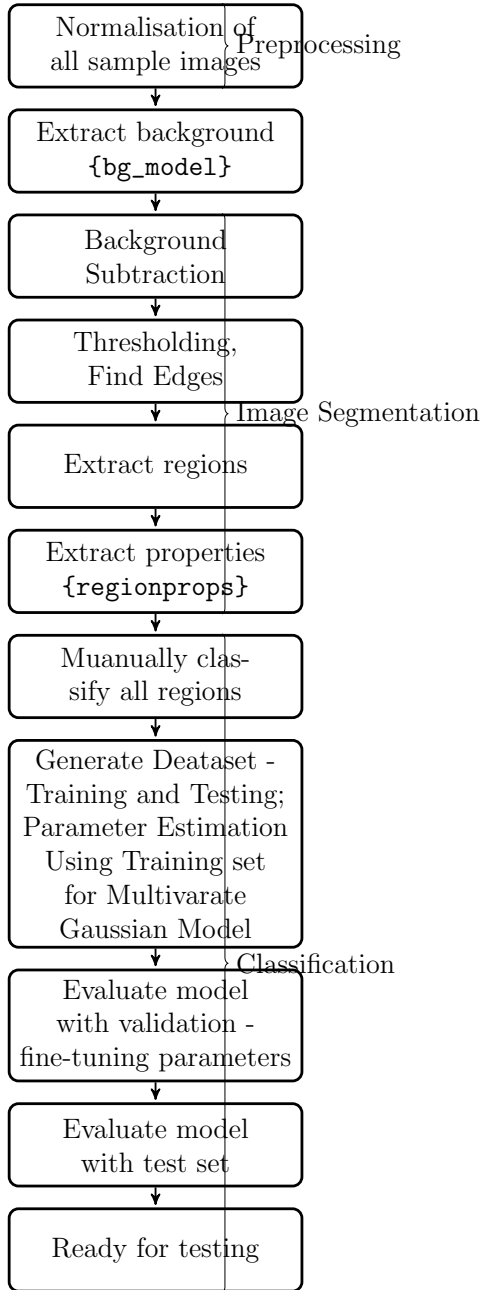 Normalisation of
all sample images
Preprocessing
Extract background
{bg_model}
Background
Subtraction
Thresholding,
Find Edges
Image Segmentation
Extract regions
Extract properties
{regionprops}
Muanually clas-
sify all regions
Generate Deataset -
Training and Testing;
Parameter Estimation
Using Training set
for Multivarate
Gaussian Model
Classification
Evaluate model
with validation -
fine-tuning parameters
Evaluate model
with test set
Ready for testing